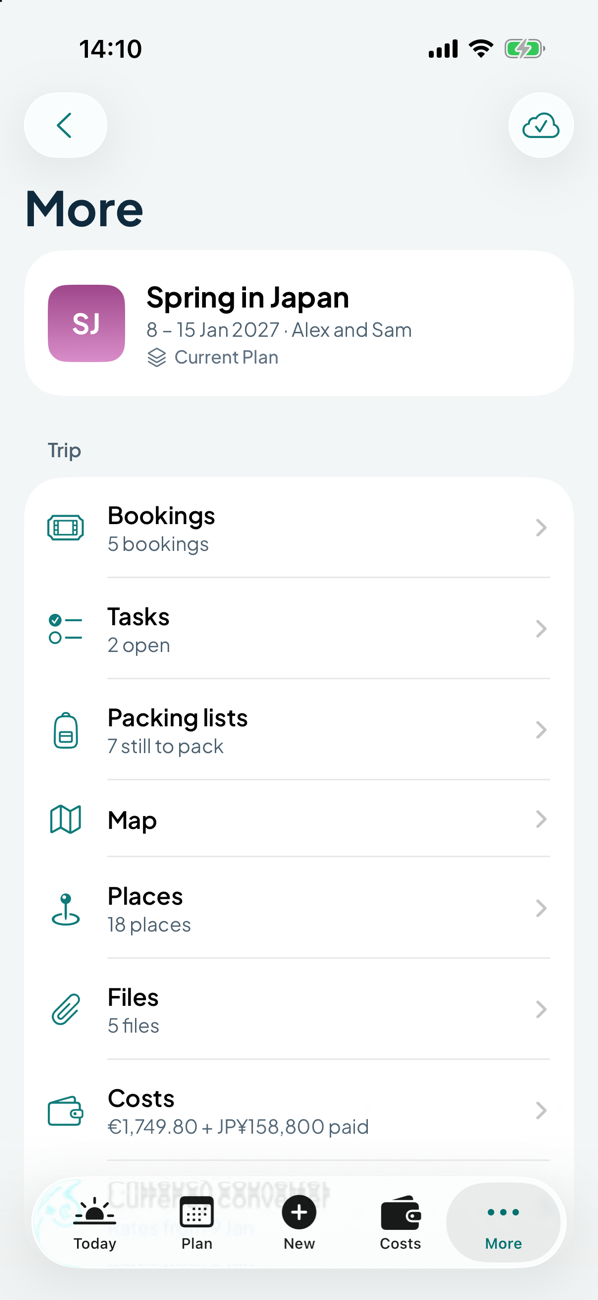 14:10
More
SJ
Spring in Japan
8 – 15 Jan 2027 · Alex and Sam
Current Plan
Trip
Bookings
5 bookings
Tasks
2 open
Packing lists
7 still to pack
Map
Places
18 places
Files
5 files
Costs
€1,749.80 + JP¥158,800 paid
Currency converter
Today
Plan
New
Costs
More